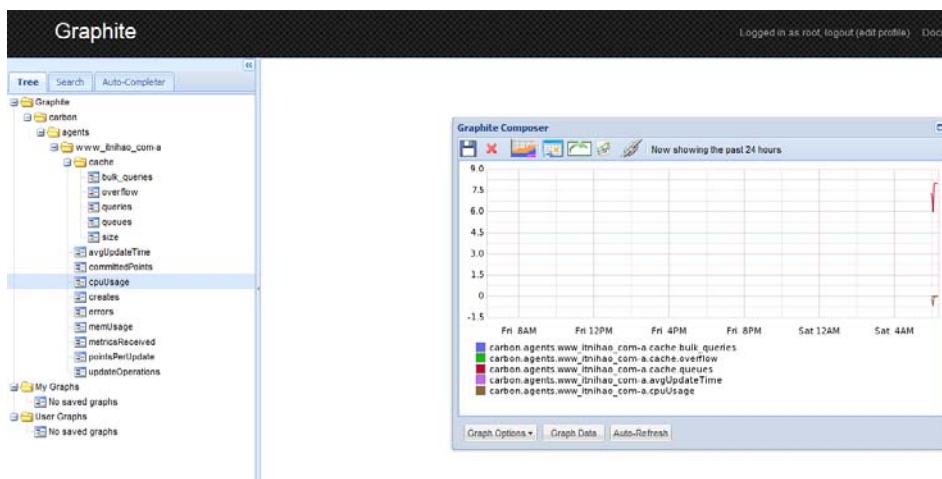 Graphite
Logged in as root, logout (edit profile)
Tree Search Auto-Completer
Graphite
carbon
agents
www_itnihao_com-a
cache
bulk_queries
overflow
queries
queues
size
avgUpdateTime
committedPoints
cpuUsage
creates
errors
memUsage
metricsReceived
pointsPerUpdate
updateOperations
My Graphs
No saved graphs
User Graphs
No saved graphs
Graphite Composer
Now showing the past 24 hours
9.0
7.5
6.0
4.5
3.0
1.5
0
-1.5
Fri 8AM Fri 12PM Fri 4PM Fri 8PM Sat 12AM Sat 4AM
carbon.agents.www_itnihao_com-a.cache.bulk_queries
carbon.agents.www_itnihao_com-a.cache.overflow
carbon.agents.www_itnihao_com-a.cache.queues
carbon.agents.www_itnihao_com-a.avgUpdateTime
carbon.agents.www_itnihao_com-a.cpuUsage
Graph Options Graph Data Auto-Refresh